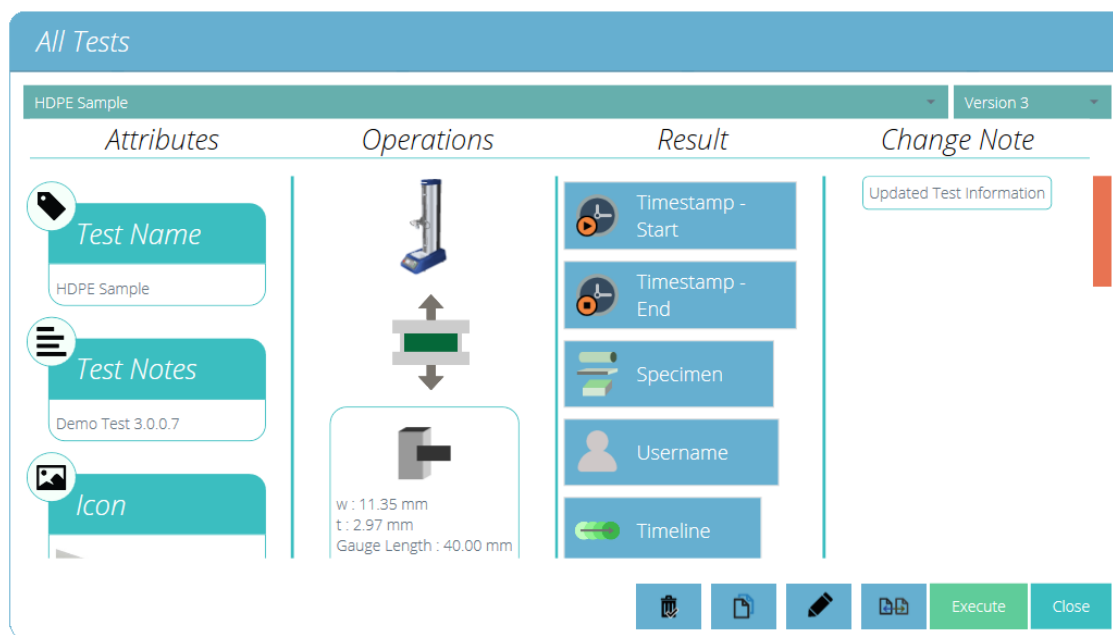 All Tests
HDPE Sample
Version 3
Attributes
Operations
Result
Change Note
Test Name
HDPE Sample
Test Notes
Demo Test 3.0.0.7
Icon
w : 11.35 mm
t : 2.97 mm
Gauge Length : 40.00 mm
Timestamp -
Start
Timestamp -
End
Specimen
Username
Timeline
Updated Test Information
Execute
Close